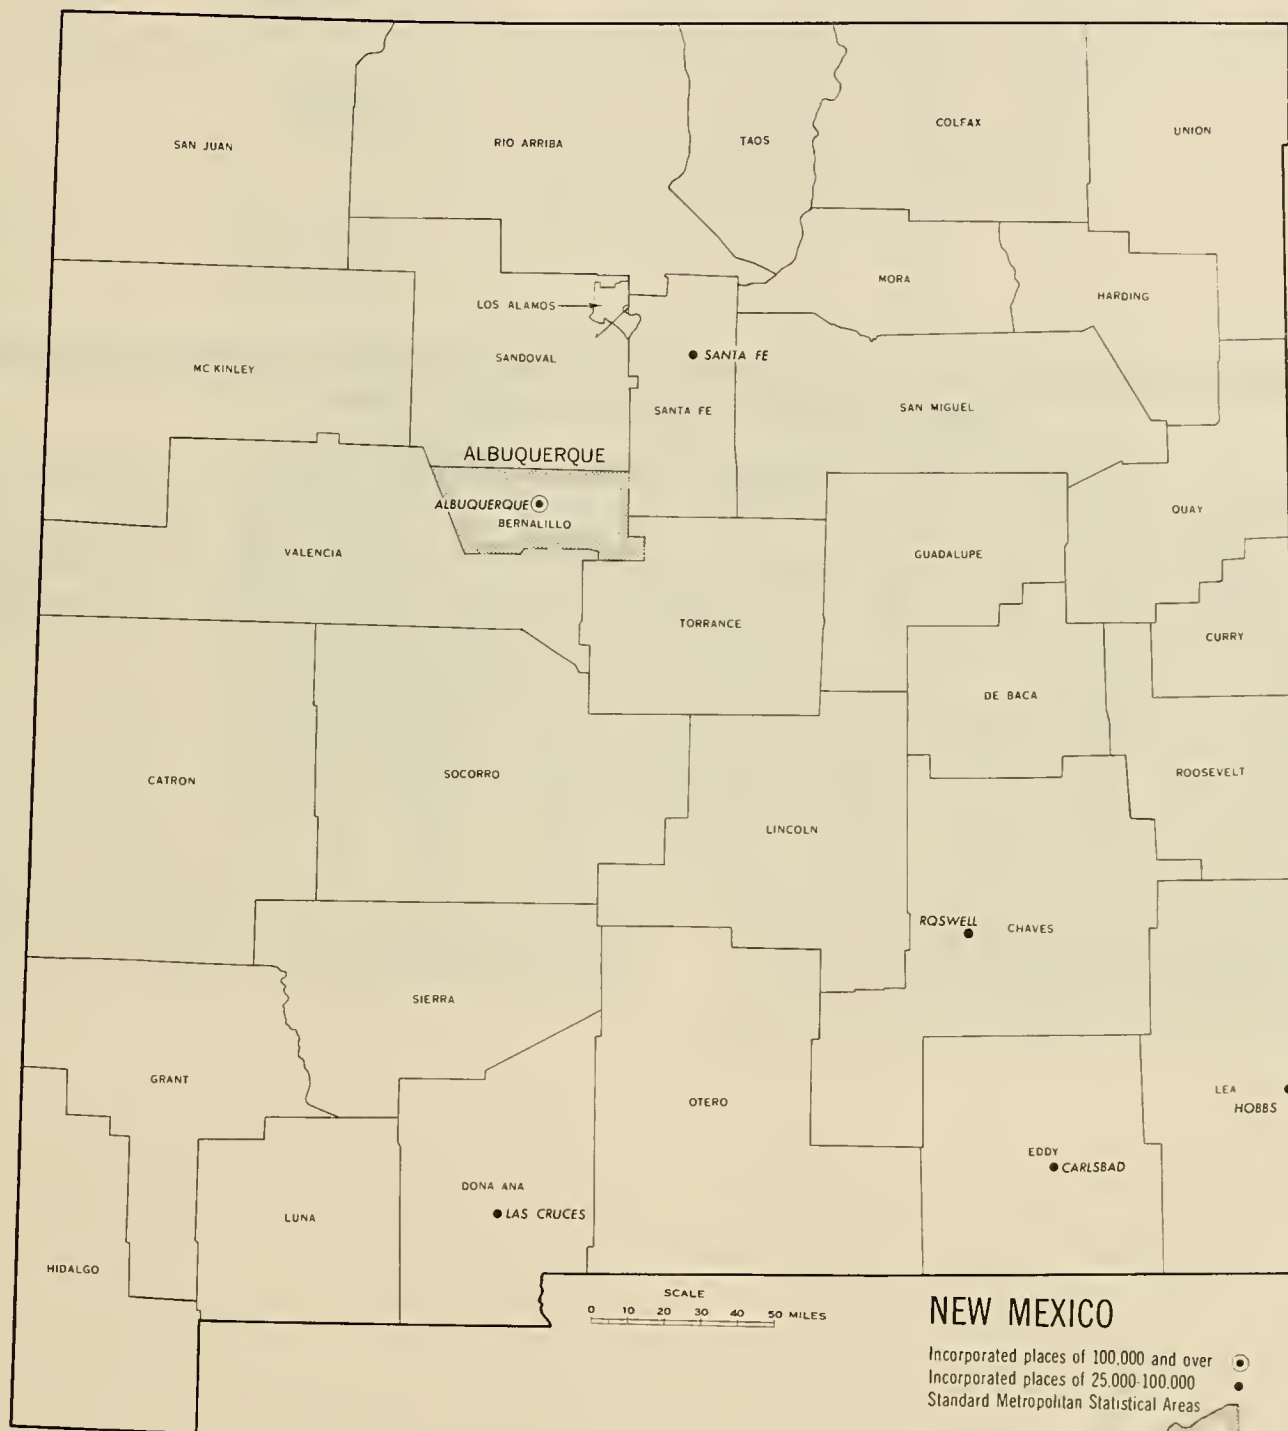 SAN JUAN
RIO ARRIBA
TAOS
COLFAX
UNION
MORA
HARDING
LOS ALAMOS
MC KINLEY
SANDOVAL
SANTA FE
SANTA FE
SAN MIGUEL
ALBUQUERQUE
ALBUQUERQUE
BERNALILLO
QUAY
VALENCIA
GUADALUPE
TORRANCE
CURRY
DE BACA
CATRON
SOCORRO
ROOSEVELT
LINCOLN
ROSWELL
CHAVES
SIERRA
GRANT
OTERO
LEA
HOBBS
EDDY
CARLSBAD
DONA ANA
LAS CRUCES
LUNA
HIDALGO
SCALE
0 10 20 30 40 50 MILES
NEW MEXICO
Incorporated places of 100,000 and over
Incorporated places of 25,000-100,000
Standard Metropolitan Statistical Areas